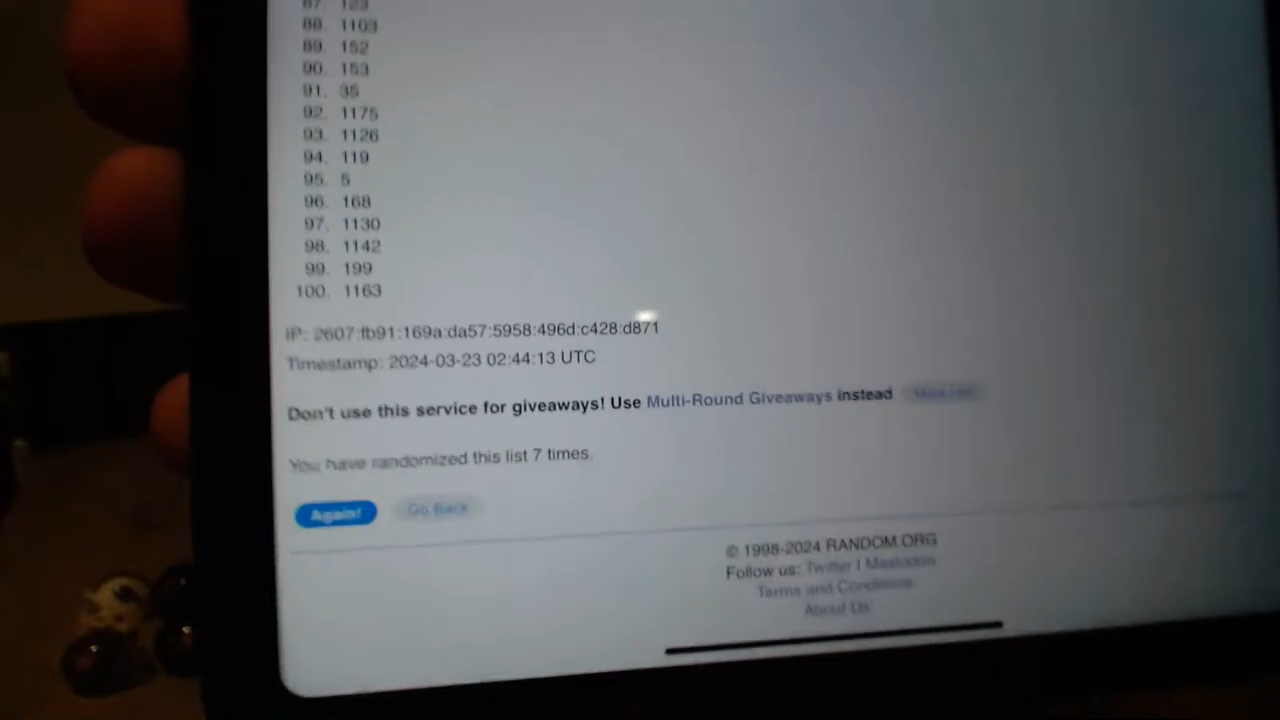 87. 123
88. 1103
89. 152
90. 153
91. 35
92. 1175
93. 1126
94. 119
95. 5
96. 168
97. 1130
98. 1142
99. 199
100. 1163
IP: 2607:fb91:169a:da57:5958:496d:c428:d871
Timestamp: 2024-03-23 02:44:13 UTC
Don't use this service for giveaways! Use Multi-Round Giveaways instead
You have randomized this list 7 times.
Again! Go Back
© 1998-2024 RANDOM.ORG
Follow us: Twitter | Mastodon
Terms and Conditions
About Us